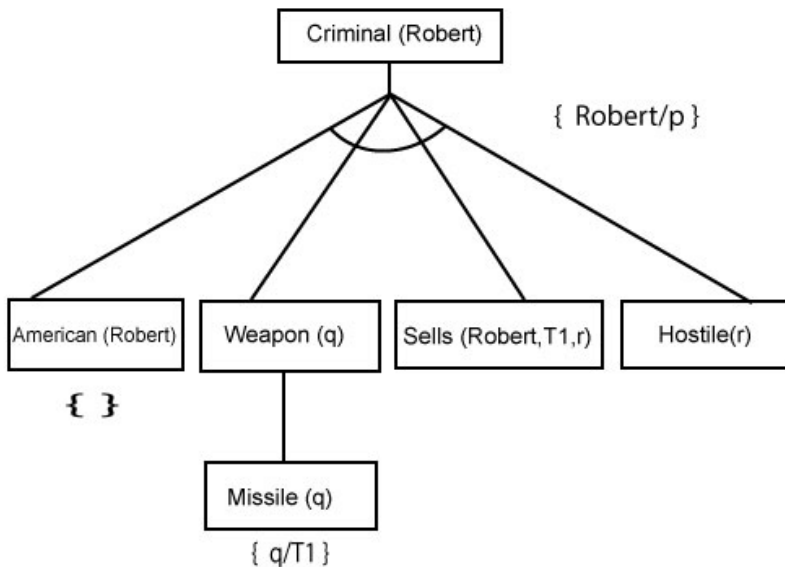 Criminal (Robert)
{ Robert/p }
American (Robert)
Weapon (q)
Sells (Robert,T1,r)
Hostile(r)
{ }
Missile (q)
{ q/T1 }